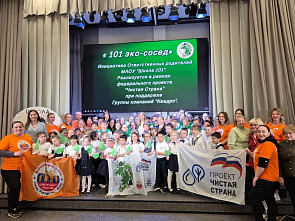 « 101 эко-сосед»
Инициатива Ответственных родителей
МАОУ "Школа 101"
Реализуется в рамках
федерального проекта
"Чистая Страна"
при поддержке
Группы компаний "Квадро".
ПРОЕКТ
ЧИСТАЯ
СТРАНА